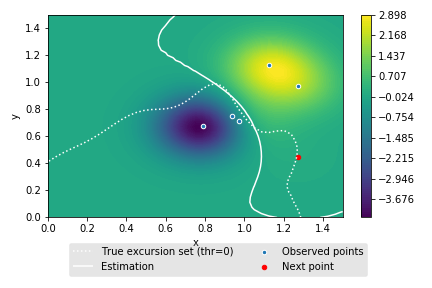 1.4
1.2
1.0
0.8
0.6
0.4
0.2
0.0
y
0.0 0.2 0.4 0.6 0.8 1.0 1.2 1.4
x
2.898
2.168
1.437
0.707
-0.024
-0.754
-1.485
-2.215
-2.946
-3.676
True excursion set (thr=0)
Estimation
Observed points
Next point